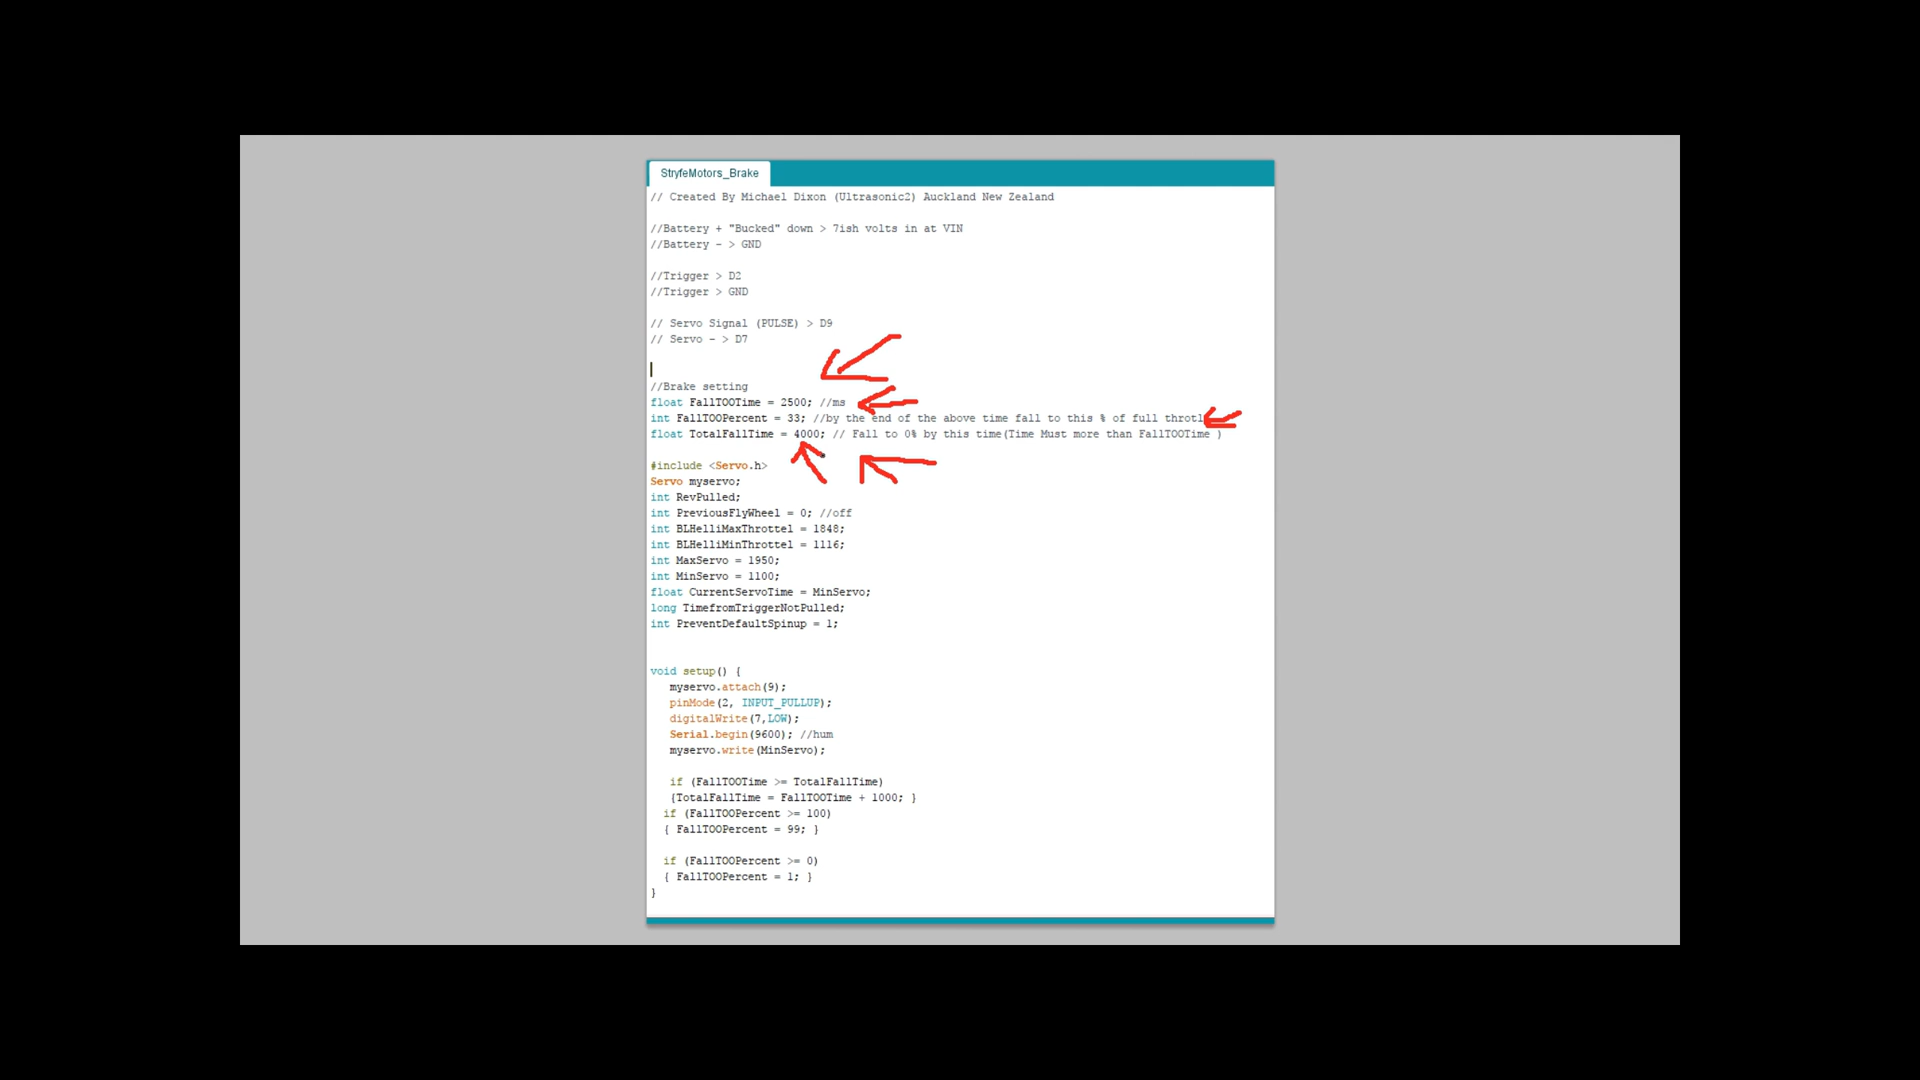 StryfeMotors_Brake
// Created By Michael Dixon (Ultrasonic2) Auckland New Zealand
//Battery + "Bucked" down > 7ish volts in at VIN
//Battery - > GND
//Trigger > D2
//Trigger > GND
// Servo Signal (PULSE) > D9
// Servo - > D7
//Brake setting
float FallTOOTime = 2500; //ms
int FallTOOPercent = 33; //by the end of the above time fall to this % of full throtl
float TotalFallTime = 4000; // Fall to 0% by this time(Time Must more than FallTOOTime )
#include <Servo.h>
Servo myservo;
int RevPulled;
int PreviousFlyWheel = 0; //off
int BLHelliMaxThrottel = 1848;
int BLHelliMinThrottel = 1116;
int MaxServo = 1950;
int MinServo = 1100;
float CurrentServoTime = MinServo;
long TimefromTriggerNotPulled;
int PreventDefaultSpinup = 1;
void setup() {
myservo.attach(9);
pinMode(2, INPUT_PULLUP);
digitalWrite(7,LOW);
Serial.begin(9600); //hum
myservo.write(MinServo);
if (FallTOOTime >= TotalFallTime)
{TotalFallTime = FallTOOTime + 1000; }
if (FallTOOPercent >= 100)
{ FallTOOPercent = 99; }
if (FallTOOPercent >= 0)
{ FallTOOPercent = 1; }
}